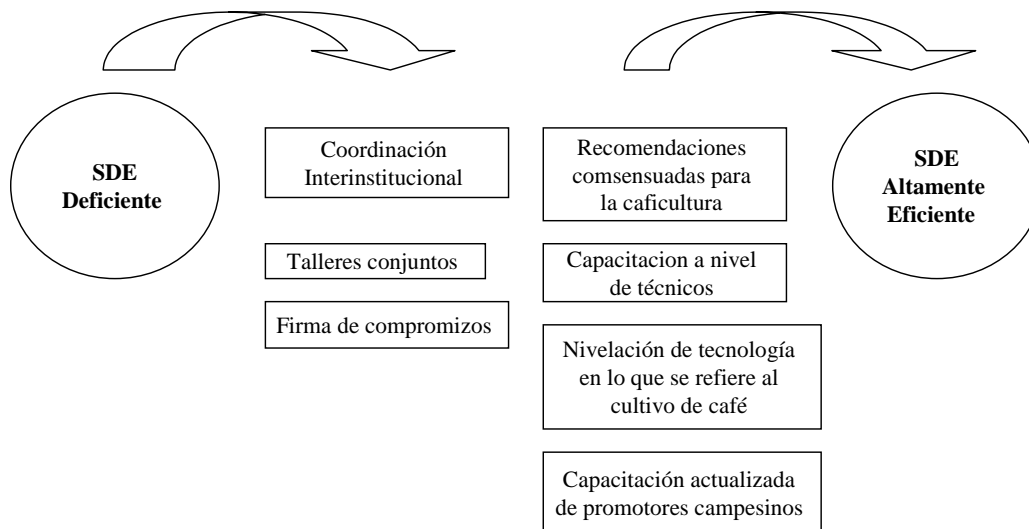 SDE
Deficiente
Coordinación
Interinstitucional
Talleres conjuntos
Firma de compromizos
Recomendaciones
comsensuadas para
la caficultura
Capacitacion a nivel
de técnicos
Nivelación de tecnología
en lo que se refiere al
cultivo de café
Capacitación actualizada
de promotores campesinos
SDE
Altamente
Eficiente